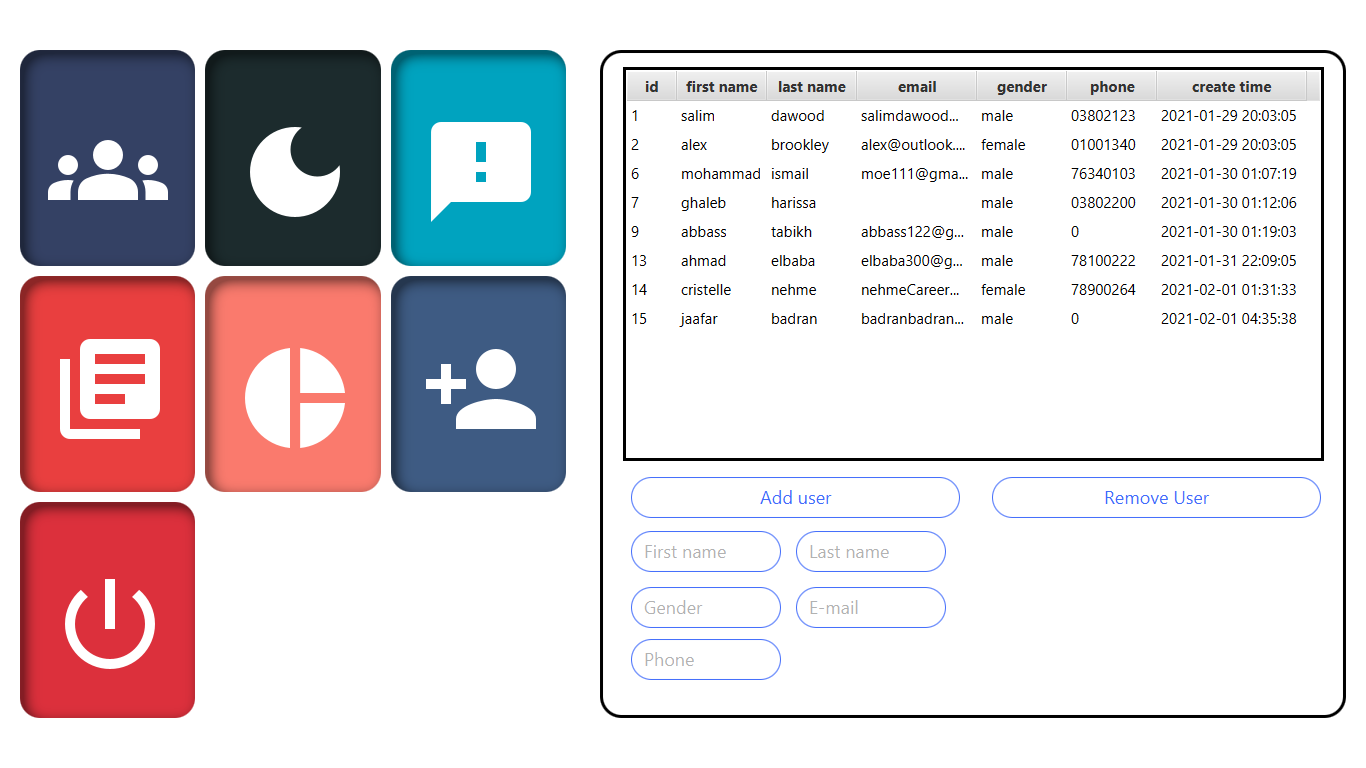 id first name last name email gender phone create time
1 salim dawood salimdawood... male 03802123 2021-01-29 20:03:05
2 alex brookley alex@outlook.... female 01001340 2021-01-29 20:03:05
6 mohammad ismail moe111@gma... male 76340103 2021-01-30 01:07:19
7 ghaleb harissa male 03802200 2021-01-30 01:12:06
9 abbass tabikh abbass122@g... male 0 2021-01-30 01:19:03
13 ahmad elbaba elbaba300@g... male 78100222 2021-01-31 22:09:05
14 cristelle nehme nehmeCareer... female 78900264 2021-02-01 01:31:33
15 jaafar badran badranbadran... male 0 2021-02-01 04:35:38
Add user Remove User
First name Last name
Gender E-mail
Phone